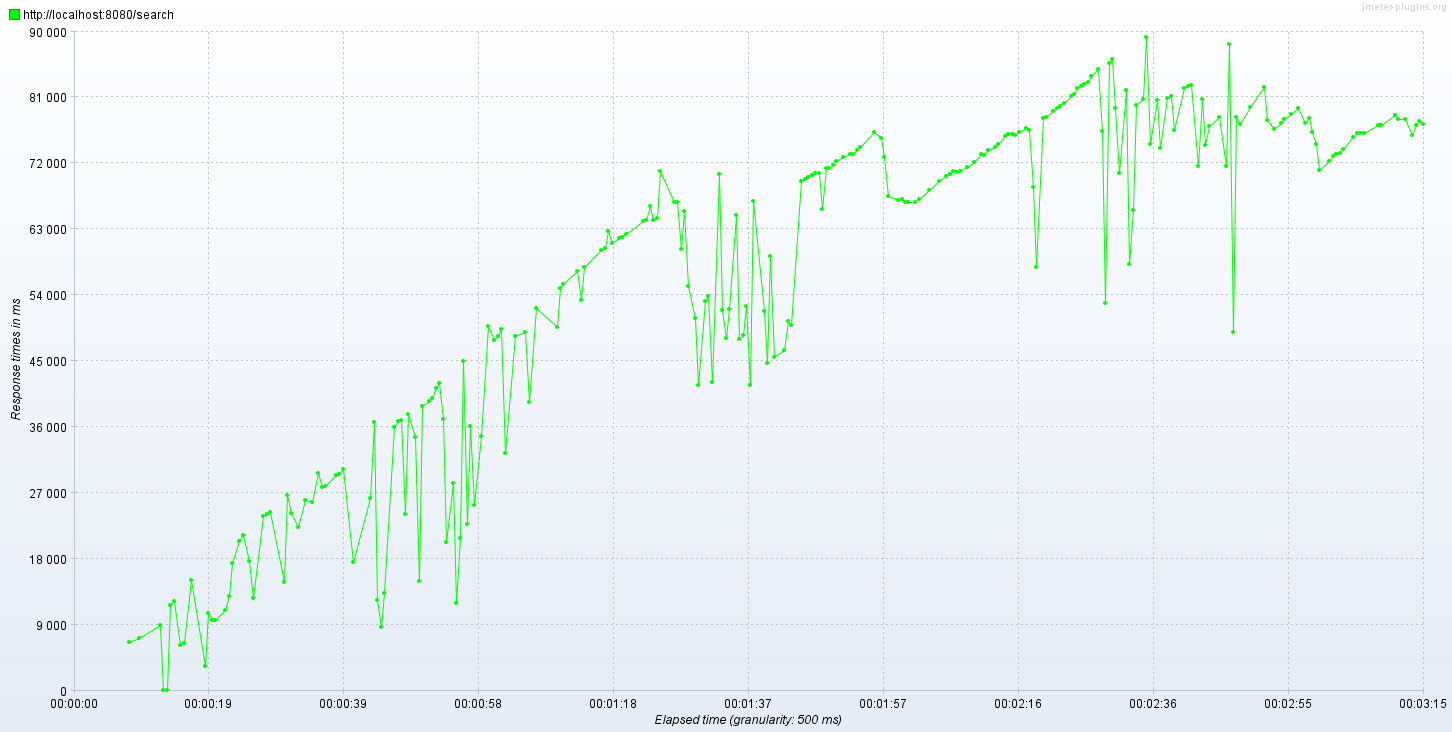 http://localhost:8080/search
jmeter-plugins.org
90 000
81 000
72 000
63 000
54 000
45 000
36 000
27 000
18 000
9 000
0
Response times in ms
00:00:00 00:00:19 00:00:39 00:00:58 00:01:18 00:01:37 00:01:57 00:02:16 00:02:36 00:02:55 00:03:15
Elapsed time (granularity: 500 ms)